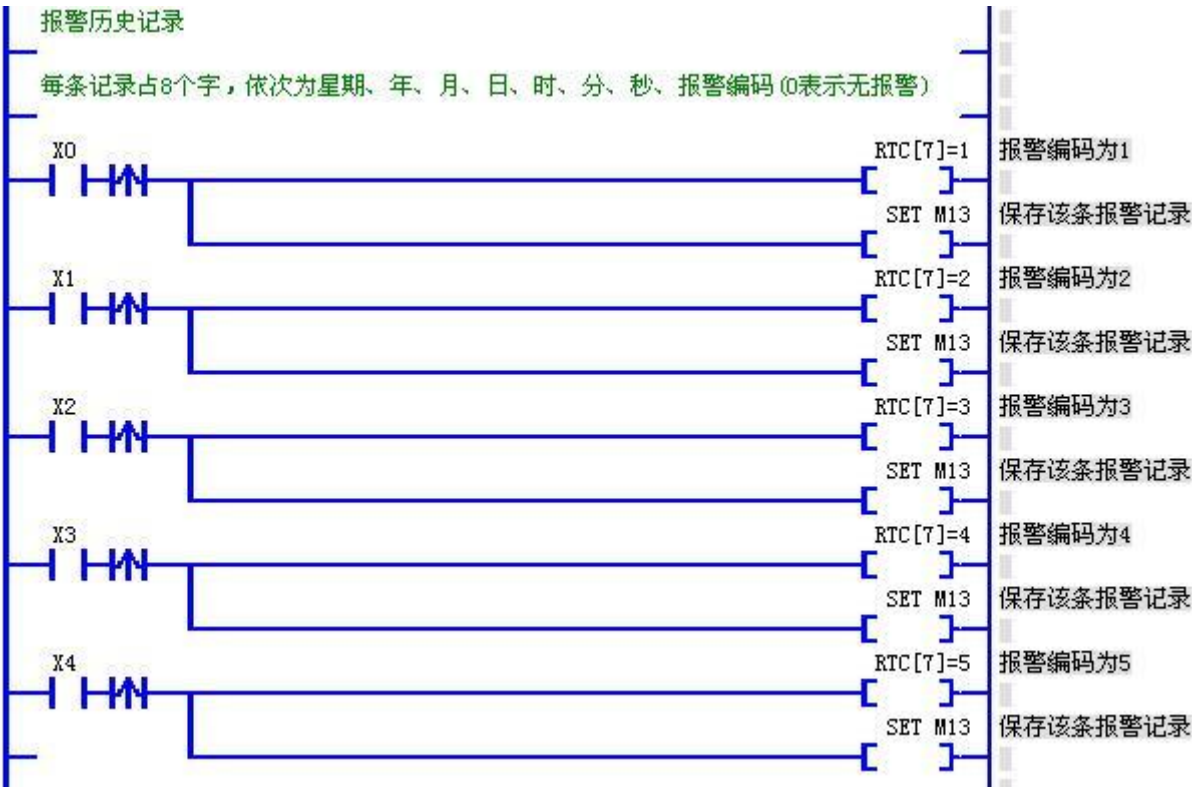 报警历史记录
每条记录占8个字，依次为星期、年、月、日、时、分、秒、报警编码(0表示无报警)
X0 RTC[7]=1 报警编码为1
SET M13 保存该条报警记录
X1 RTC[7]=2 报警编码为2
SET M13 保存该条报警记录
X2 RTC[7]=3 报警编码为3
SET M13 保存该条报警记录
X3 RTC[7]=4 报警编码为4
SET M13 保存该条报警记录
X4 RTC[7]=5 报警编码为5
SET M13 保存该条报警记录